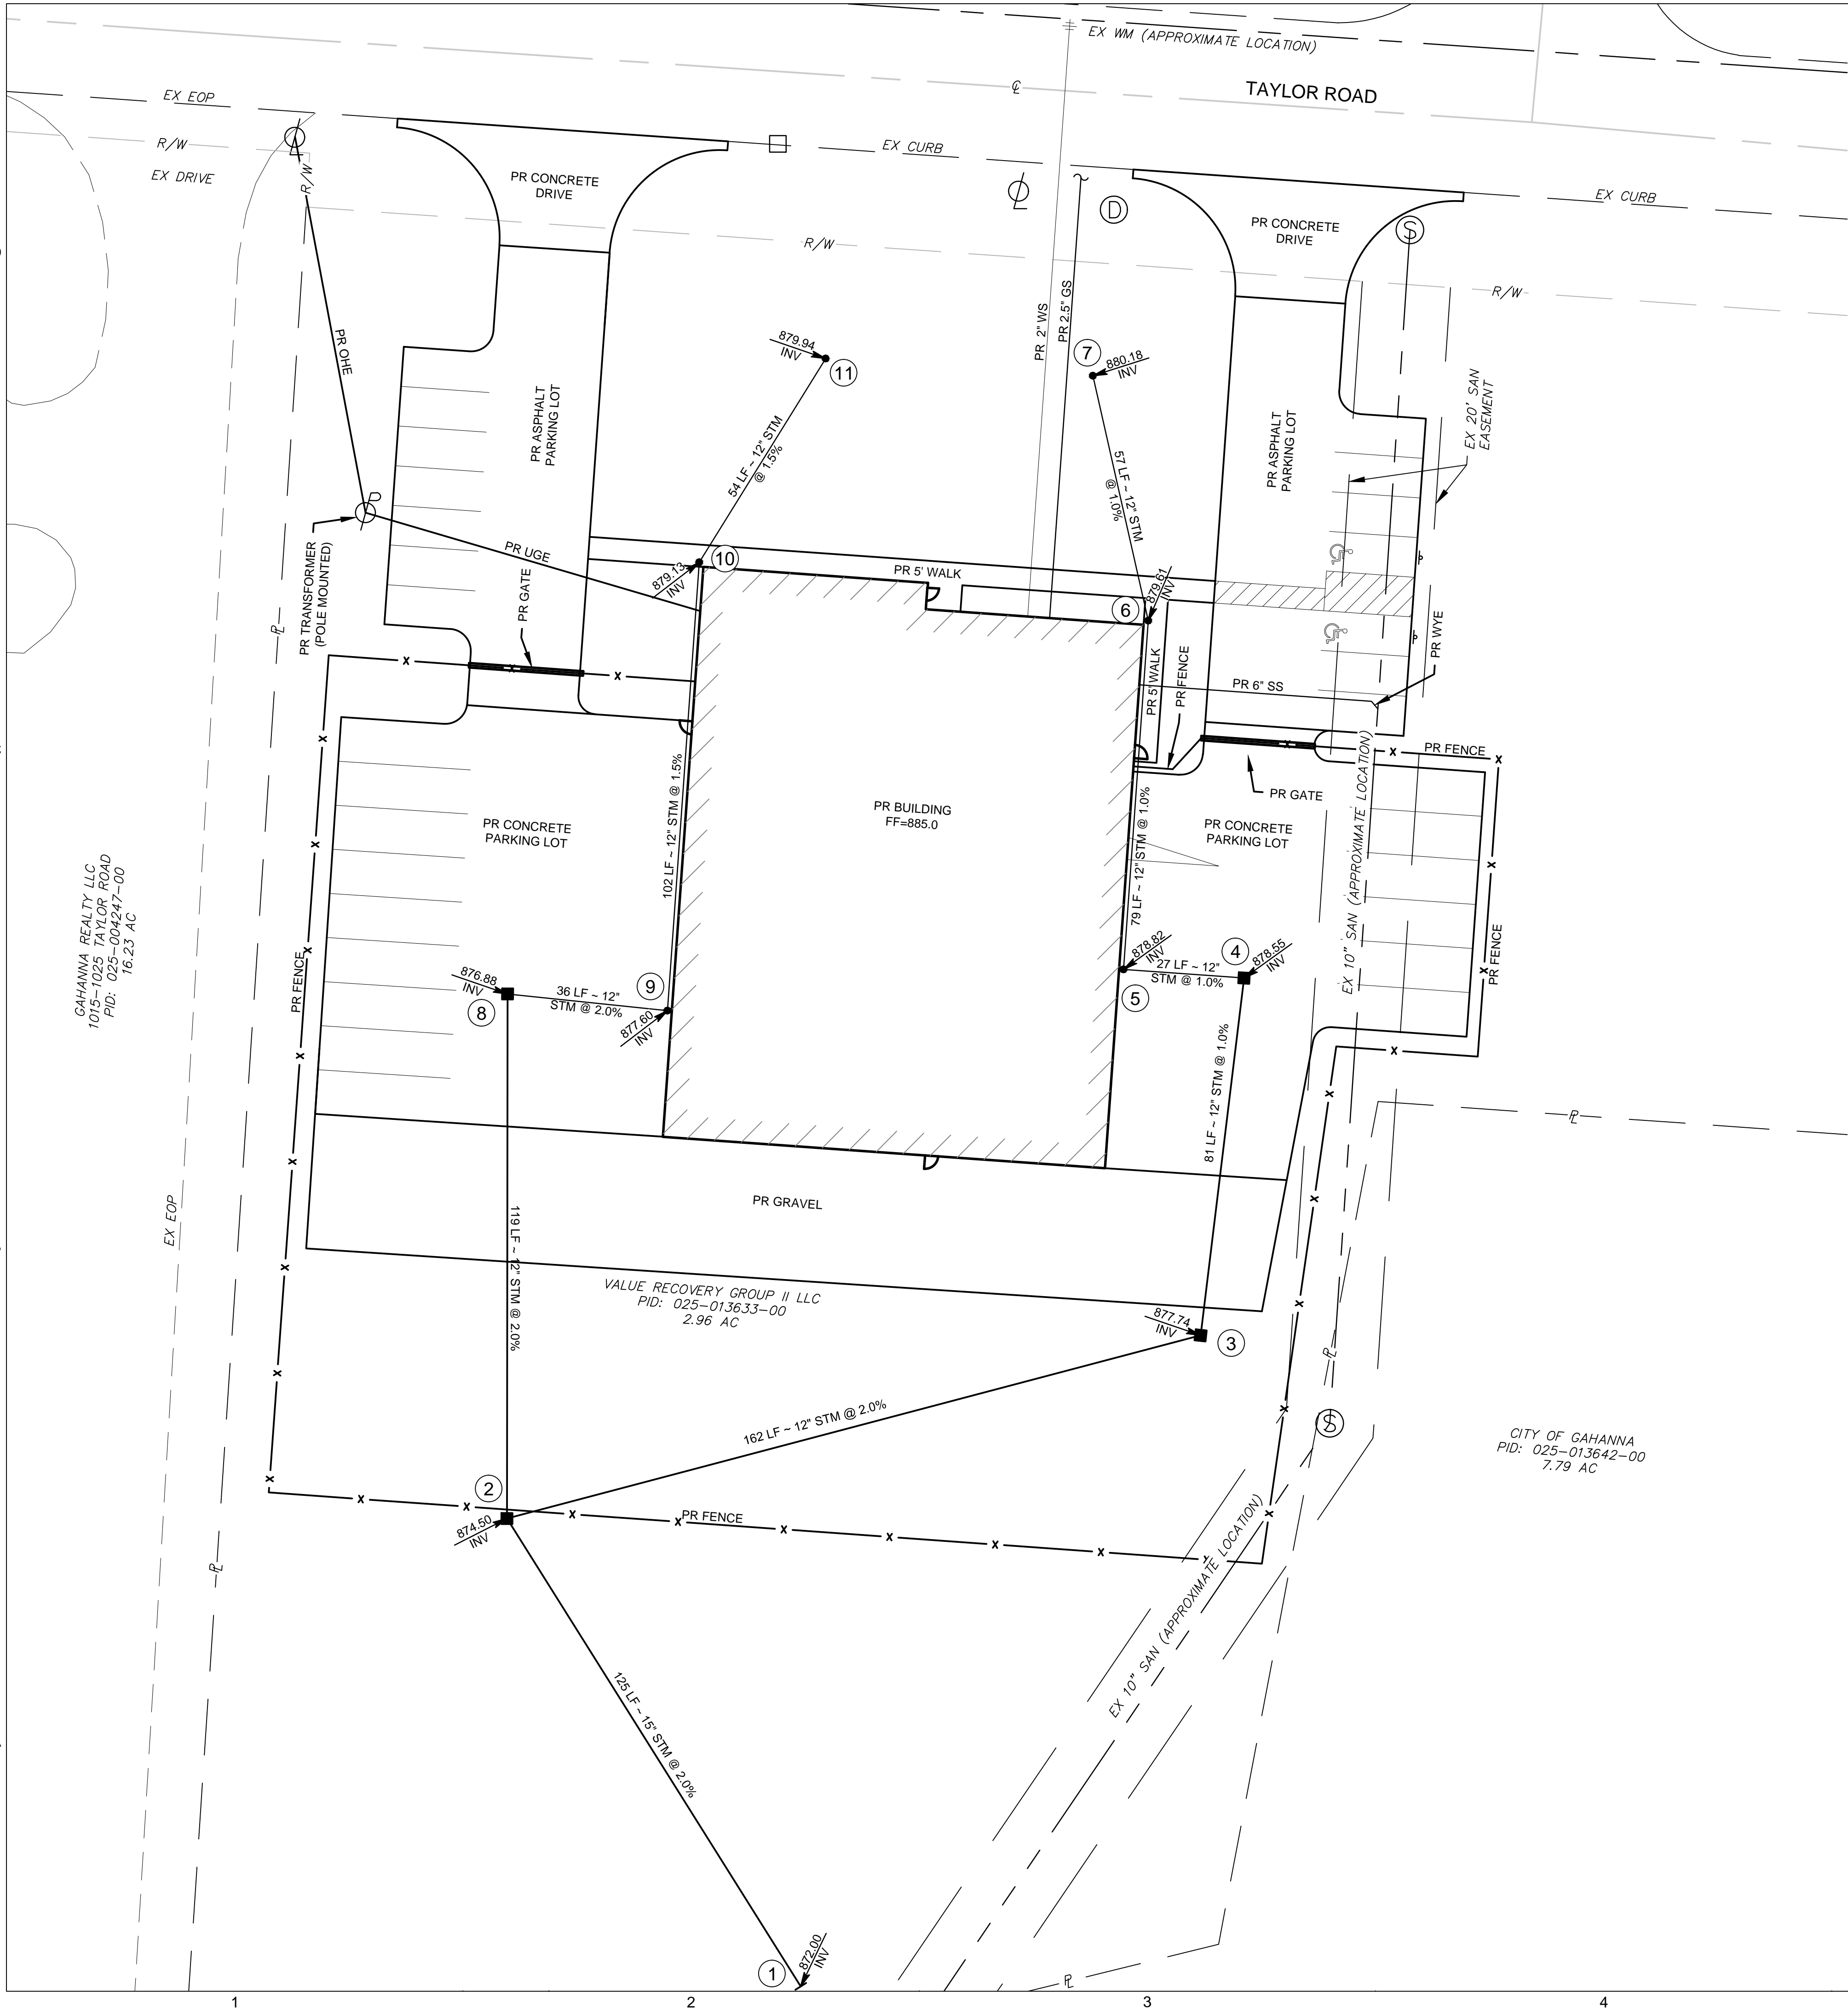 EX WM (APPROXIMATE LOCATION)
TAYLOR ROAD
EX EOP
R/W
EX DRIVE
R/W
PR CONCRETE
DRIVE
EX CURB
D
PR CONCRETE
DRIVE
S
EX CURB
R/W
R/W
PR OHE
879.94
INV
11
PR 2" WS
PR 2.5" GS
7
880.18
INV
EX 20' SAN
EASEMENT
PR ASPHALT
PARKING LOT
54 LF ~ 12" STM
@ 1.5%
57 LF ~ 12" STM
@ 1.0%
PR ASPHALT
PARKING LOT
PR TRANSFORMER
(POLE MOUNTED)
PR UGE
PR GATE
879.13
INV
10
PR 5' WALK
6
879.61
INV
PR WYE
PR 5' WALK
PR FENCE
PR 6" SS
PR FENCE
PR GATE
102 LF ~ 12" STM @ 1.5%
PR BUILDING
FF=885.0
79 LF ~ 12" STM @ 1.0%
PR CONCRETE
PARKING LOT
PR CONCRETE
PARKING LOT
EX 10" SAN (APPROXIMATE LOCATION)
PR FENCE
GAHANNA REALTY LLC
1015-1025 TAYLOR ROAD
PID: 025-004247-00
16.23 AC
PR FENCE
876.88
INV
8
36 LF ~ 12"
STM @ 2.0%
9
877.60
INV
878.82
INV
27 LF ~ 12"
STM @ 1.0%
5
4
878.55
INV
81 LF ~ 12" STM @ 1.0%
EX EOP
119 LF ~ 12" STM @ 2.0%
PR GRAVEL
VALUE RECOVERY GROUP II LLC
PID: 025-013633-00
2.96 AC
877.74
INV
3
162 LF ~ 12" STM @ 2.0%
S
CITY OF GAHANNA
PID: 025-013642-00
7.79 AC
2
874.50
INV
PR FENCE
EX 10" SAN (APPROXIMATE LOCATION)
125 LF ~ 15" STM @ 2.0%
1
872.00
INV
1
2
3
4